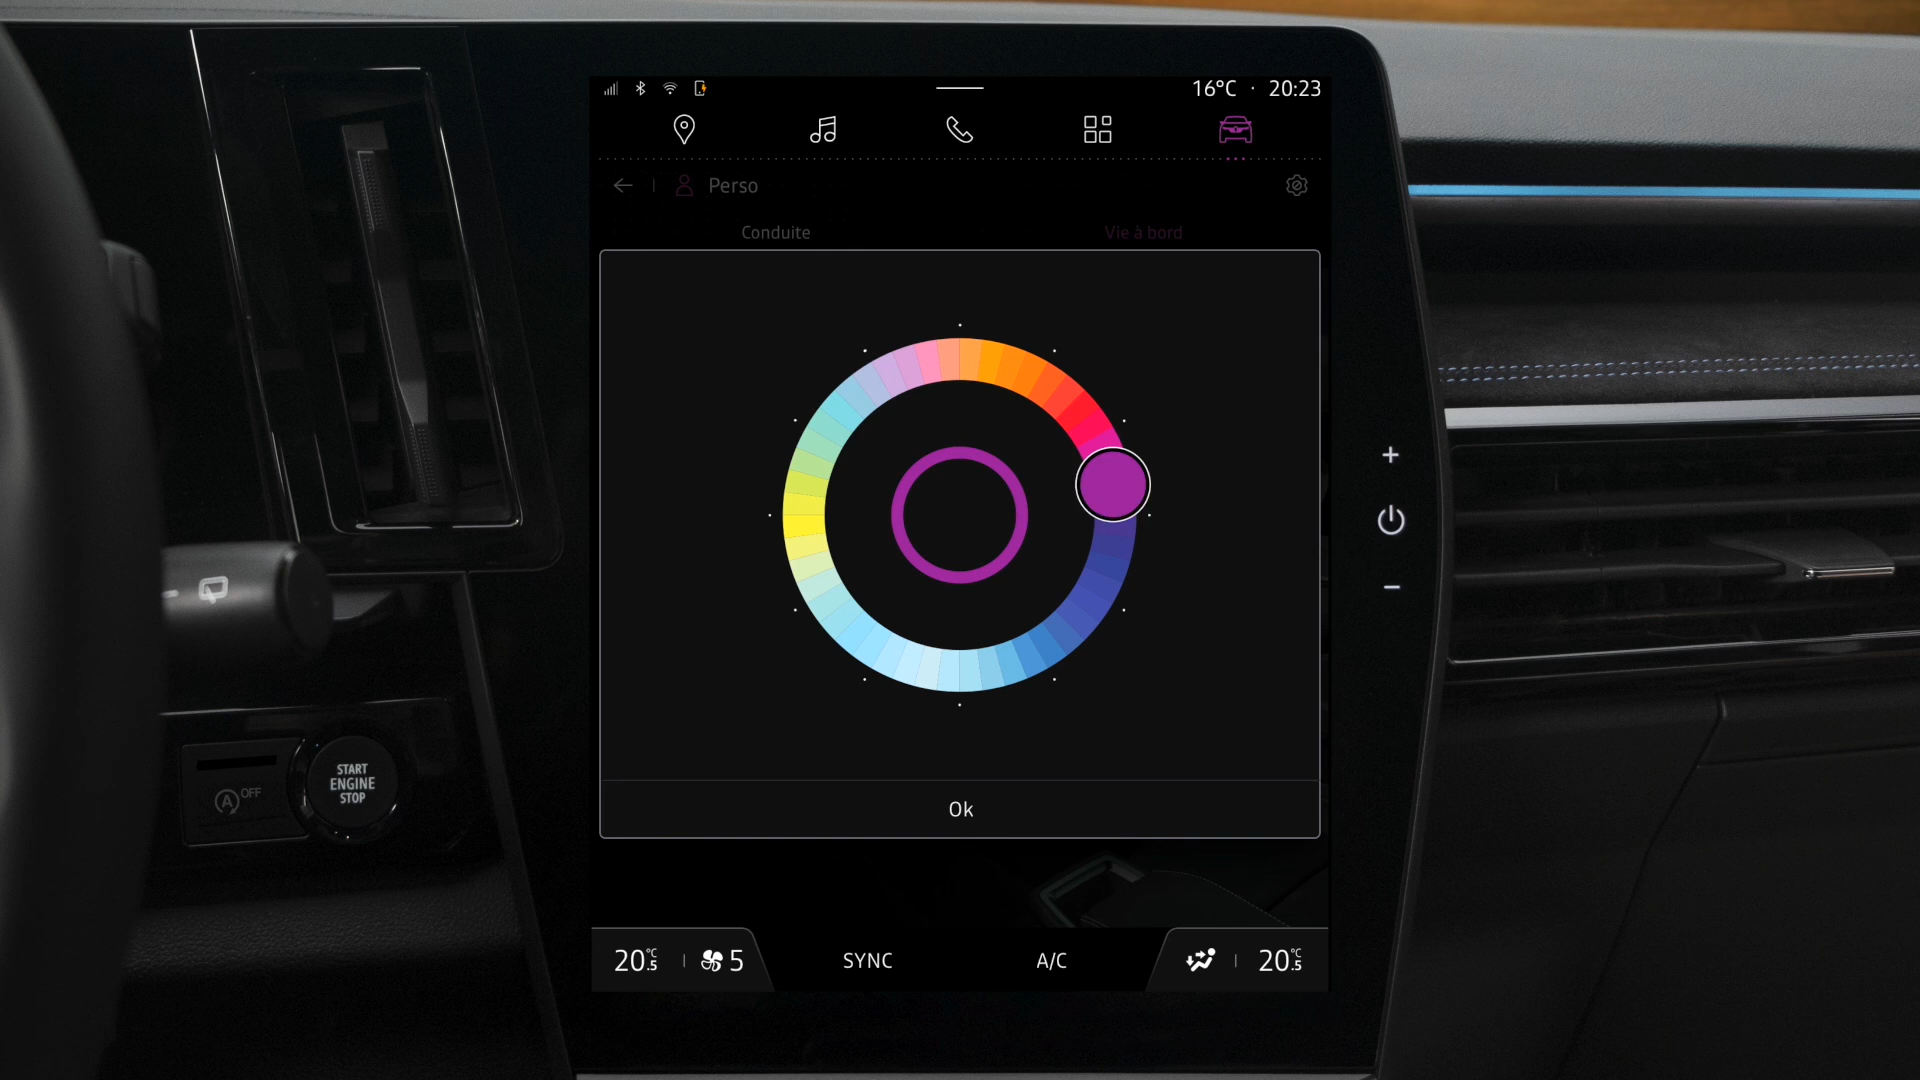 16°C · 20:23
Perso
Conduite
Vie à bord
+
−
START
ENGINE
STOP
A OFF
Ok
20.5 °C
5
SYNC
A/C
20.5 °C